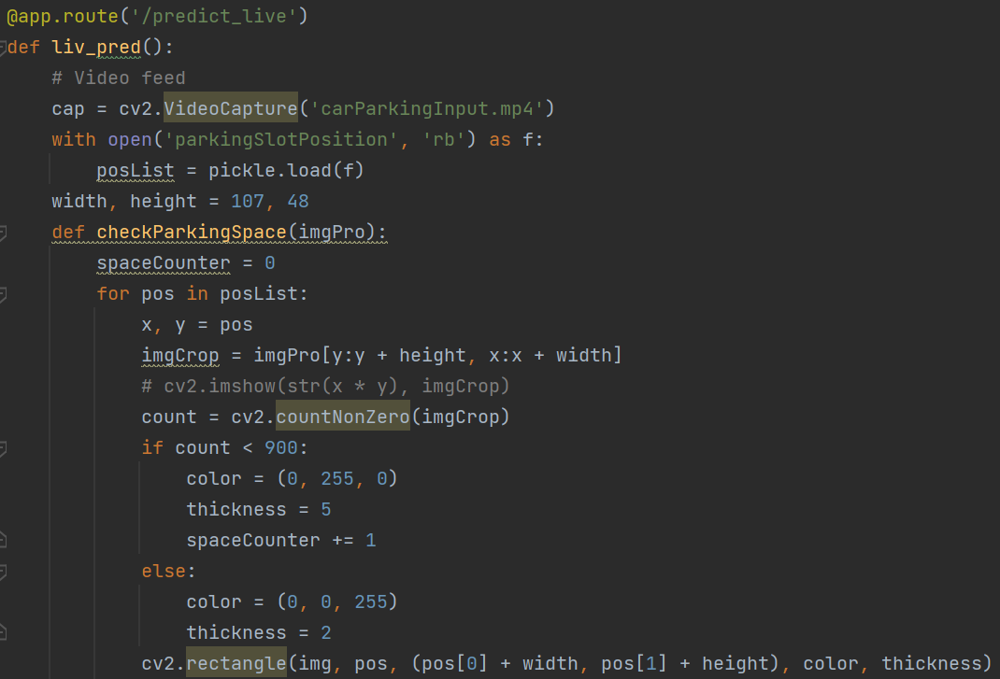 @app.route('/predict_live')
def liv_pred():
    # Video feed
    cap = cv2.VideoCapture('carParkingInput.mp4')
    with open('parkingSlotPosition', 'rb') as f:
        posList = pickle.load(f)
    width, height = 107, 48
    def checkParkingSpace(imgPro):
        spaceCounter = 0
        for pos in posList:
            x, y = pos
            imgCrop = imgPro[y:y + height, x:x + width]
            # cv2.imshow(str(x * y), imgCrop)
            count = cv2.countNonZero(imgCrop)
            if count < 900:
                color = (0, 255, 0)
                thickness = 5
                spaceCounter += 1
            else:
                color = (0, 0, 255)
                thickness = 2
            cv2.rectangle(img, pos, (pos[0] + width, pos[1] + height), color, thickness)